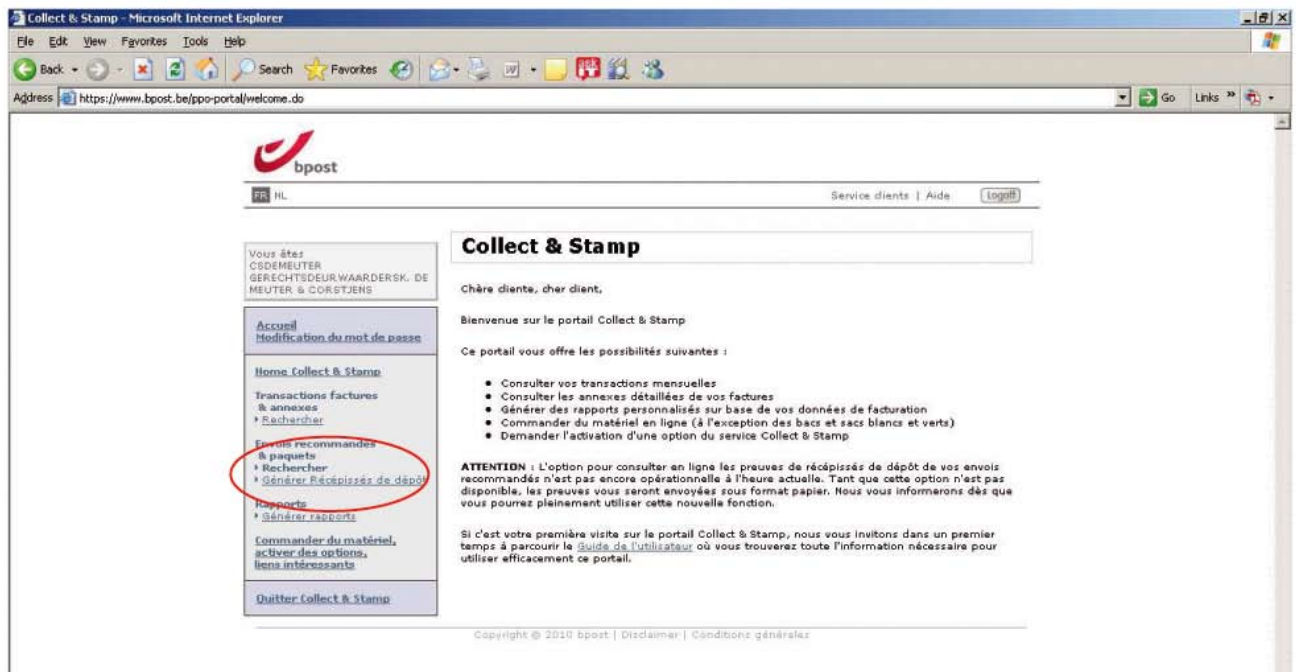 Collect & Stamp - Microsoft Internet Explorer
File Edit View Favorites Tools Help
Back Search Favorites
Address https://www.bpost.be/ppo-portal/welcome.do Go Links »
bpost
FR NL Service clients | Aide Logoff
Vous êtes
CSDEMEUTER
GERECHTSDEURWAARDERSK. DE
MEUTER & CORSTJENS
Accueil
Modification du mot de passe
Home Collect & Stamp
Transactions factures
& annexes
Rechercher
Envois recommandés
& paquets
Rechercher
Générer Récépissés de dépôt
Rapports
Générer rapports
Commander du matériel,
activer des options,
liens intéressants
Quitter Collect & Stamp
Collect & Stamp
Chère cliente, cher client,
Bienvenue sur le portail Collect & Stamp
Ce portail vous offre les possibilités suivantes :
• Consulter vos transactions mensuelles
• Consulter les annexes détaillées de vos factures
• Générer des rapports personnalisés sur base de vos données de facturation
• Commander du matériel en ligne (à l'exception des bacs et sacs blancs et verts)
• Demander l'activation d'une option du service Collect & Stamp
ATTENTION : L'option pour consulter en ligne les preuves de récépissés de dépôt de vos envois
recommandés n'est pas encore opérationnelle à l'heure actuelle. Tant que cette option n'est pas
disponible, les preuves vous seront envoyées sous format papier. Nous vous informerons dès que
vous pourrez pleinement utiliser cette nouvelle fonction.
Si c'est votre première visite sur le portail Collect & Stamp, nous vous invitons dans un premier
temps à parcourir le Guide de l'utilisateur où vous trouverez toute l'information nécessaire pour
utiliser efficacement ce portail.
Copyright © 2010 bpost | Disclaimer | Conditions générales